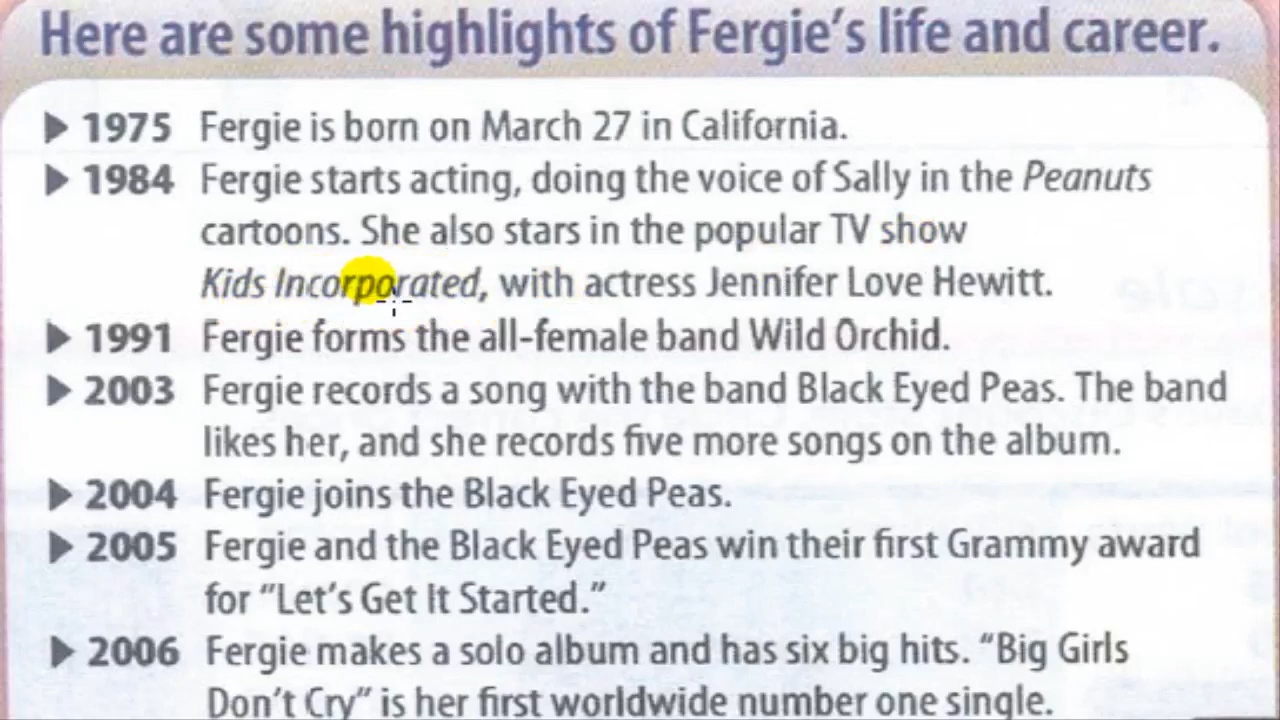 Here are some highlights of Fergie's life and career.
▶ 1975 Fergie is born on March 27 in California.
▶ 1984 Fergie starts acting, doing the voice of Sally in the Peanuts
cartoons. She also stars in the popular TV show
Kids Incorporated, with actress Jennifer Love Hewitt.
▶ 1991 Fergie forms the all-female band Wild Orchid.
▶ 2003 Fergie records a song with the band Black Eyed Peas. The band
likes her, and she records five more songs on the album.
▶ 2004 Fergie joins the Black Eyed Peas.
▶ 2005 Fergie and the Black Eyed Peas win their first Grammy award
for "Let's Get It Started."
▶ 2006 Fergie makes a solo album and has six big hits. "Big Girls
Don't Cry" is her first worldwide number one single.